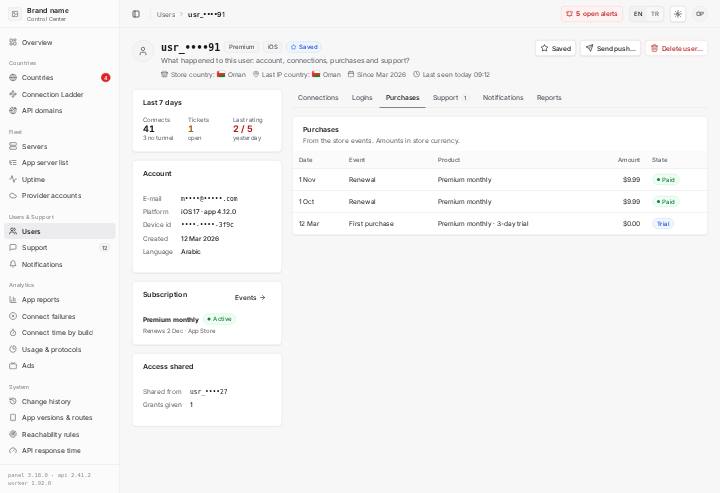 Brand name
Control Center
Users > usr_••••91
5 open alerts
EN TR
OP
Overview
Countries
Countries 4
Connection Ladder
API domains
Fleet
Servers
App server list
Uptime
Provider accounts
Users & Support
Users
Support 12
Notifications
Analytics
App reports
Connect failures
Connect time by build
Usage & protocols
Ads
System
Change history
App versions & routes
Reachability rules
API response time
panel 3.18.0 · api 2.41.2
worker 1.92.0
usr_••••91 Premium iOS Saved
What happened to this user: account, connections, purchases and support?
Store country: Oman Last IP country: Oman Since Mar 2026 Last seen today 09:12
Saved Send push... Delete user...
Last 7 days
Connects Tickets Last rating
41 1 2 / 5
3 no tunnel open yesterday
Account
E-mail m••••@•••••.com
Platform iOS 17 · app 4.12.0
Device id ••••-••••-3f9c
Created 12 Mar 2026
Language Arabic
Subscription Events →
Premium monthly Active
Renews 2 Dec · App Store
Access shared
Shared from usr_••••27
Grants given 1
Connections Logins Purchases Support 1 Notifications Reports
Purchases
From the store events. Amounts in store currency.
Date Event Product Amount State
1 Nov Renewal Premium monthly $9.99 Paid
1 Oct Renewal Premium monthly $9.99 Paid
12 Mar First purchase Premium monthly · 3-day trial $0.00 Trial